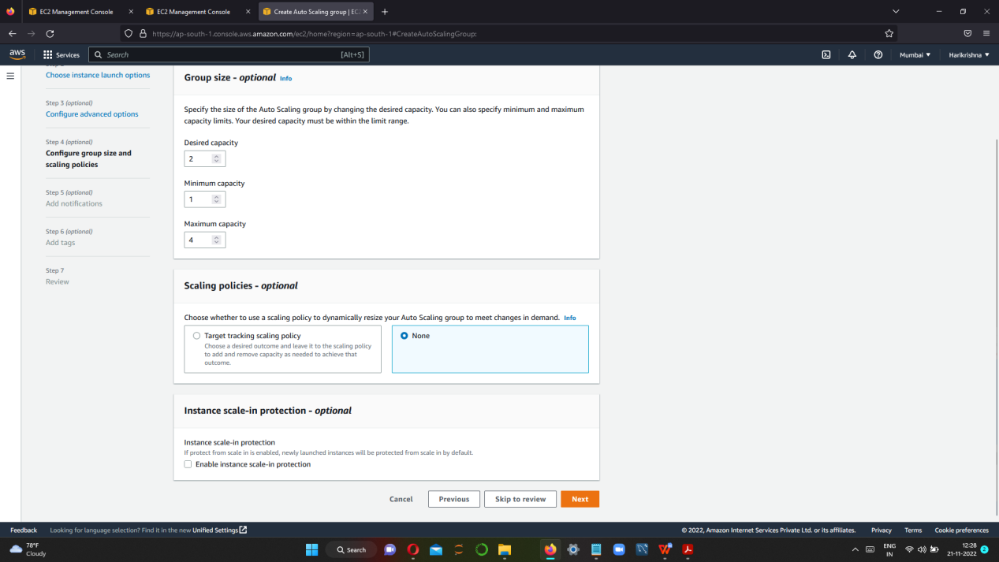 EC2 Management Console
EC2 Management Console
Create Auto Scaling group | EC2
https://ap-south-1.console.aws.amazon.com/ec2/home?region=ap-south-1#CreateAutoScalingGroup:
aws
Services
Search
[Alt+S]
Mumbai
Harikrishna
Choose instance launch options
Step 3 (optional)
Configure advanced options
Step 4 (optional)
Configure group size and
scaling policies
Step 5 (optional)
Add notifications
Step 6 (optional)
Add tags
Step 7
Review
Group size - optional Info
Specify the size of the Auto Scaling group by changing the desired capacity. You can also specify minimum and maximum
capacity limits. Your desired capacity must be within the limit range.
Desired capacity
2
Minimum capacity
1
Maximum capacity
4
Scaling policies - optional
Choose whether to use a scaling policy to dynamically resize your Auto Scaling group to meet changes in demand. Info
Target tracking scaling policy
Choose a desired outcome and leave it to the scaling policy
to add and remove capacity as needed to achieve that
outcome.
None
Instance scale-in protection - optional
Instance scale-in protection
If protect from scale in is enabled, newly launched instances will be protected from scale in by default.
Enable instance scale-in protection
Cancel
Previous
Skip to review
Next
Feedback
Looking for language selection? Find it in the new Unified Settings
© 2022, Amazon Internet Services Private Ltd. or its affiliates.
Privacy
Terms
Cookie preferences
78°F
Cloudy
Search
ENG
IN
12:28
21-11-2022
2